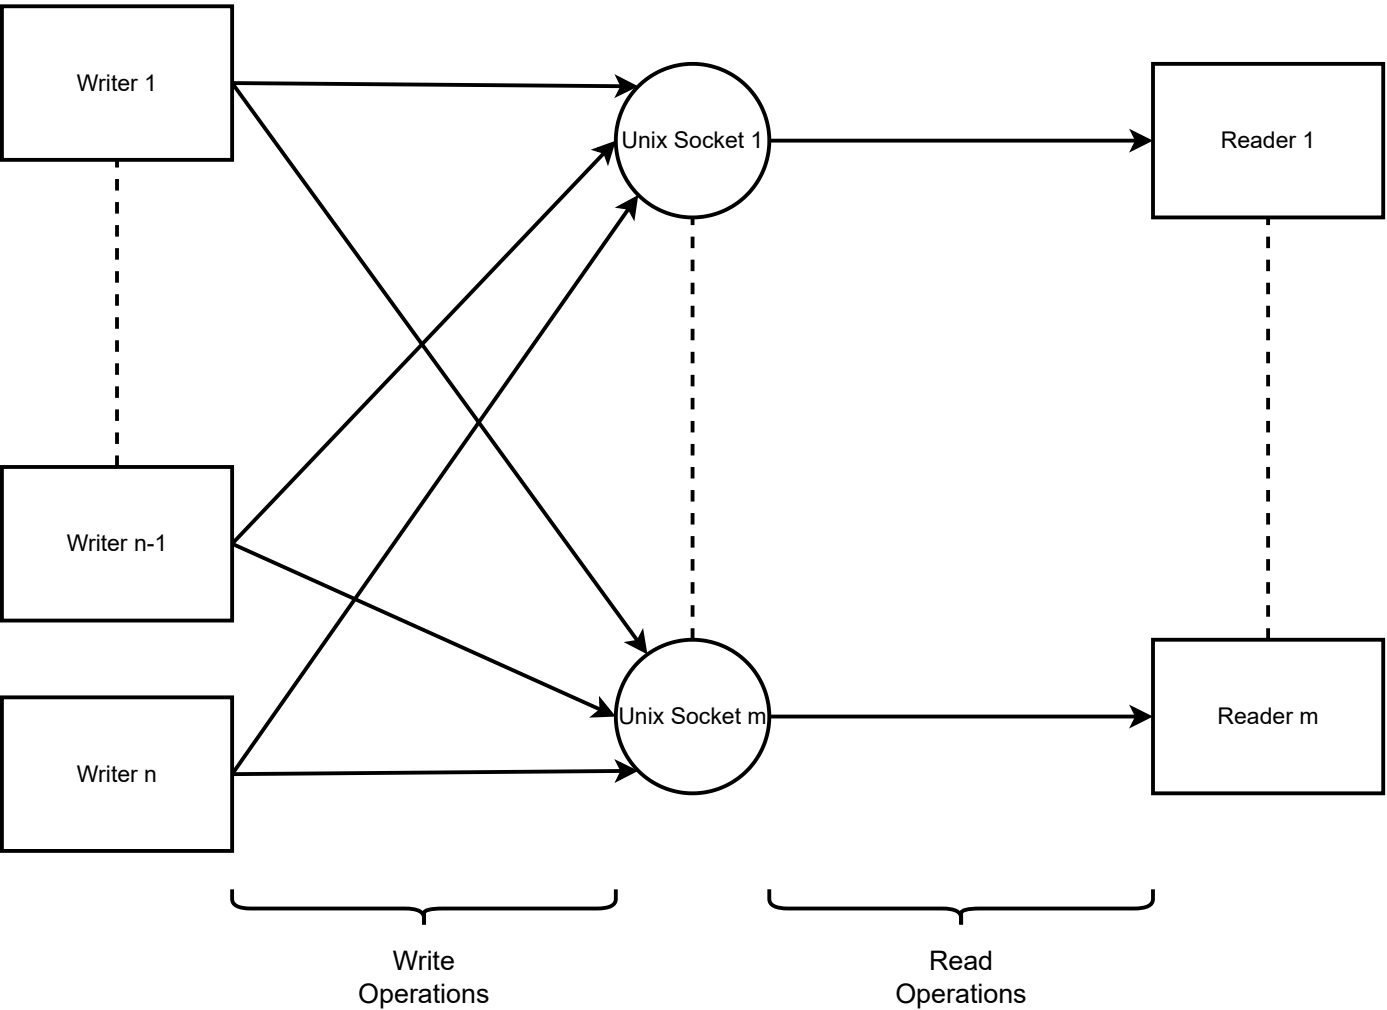 Writer 1
Unix Socket 1
Reader 1
Writer n-1
Unix Socket m
Reader m
Writer n
Write
Operations
Read
Operations